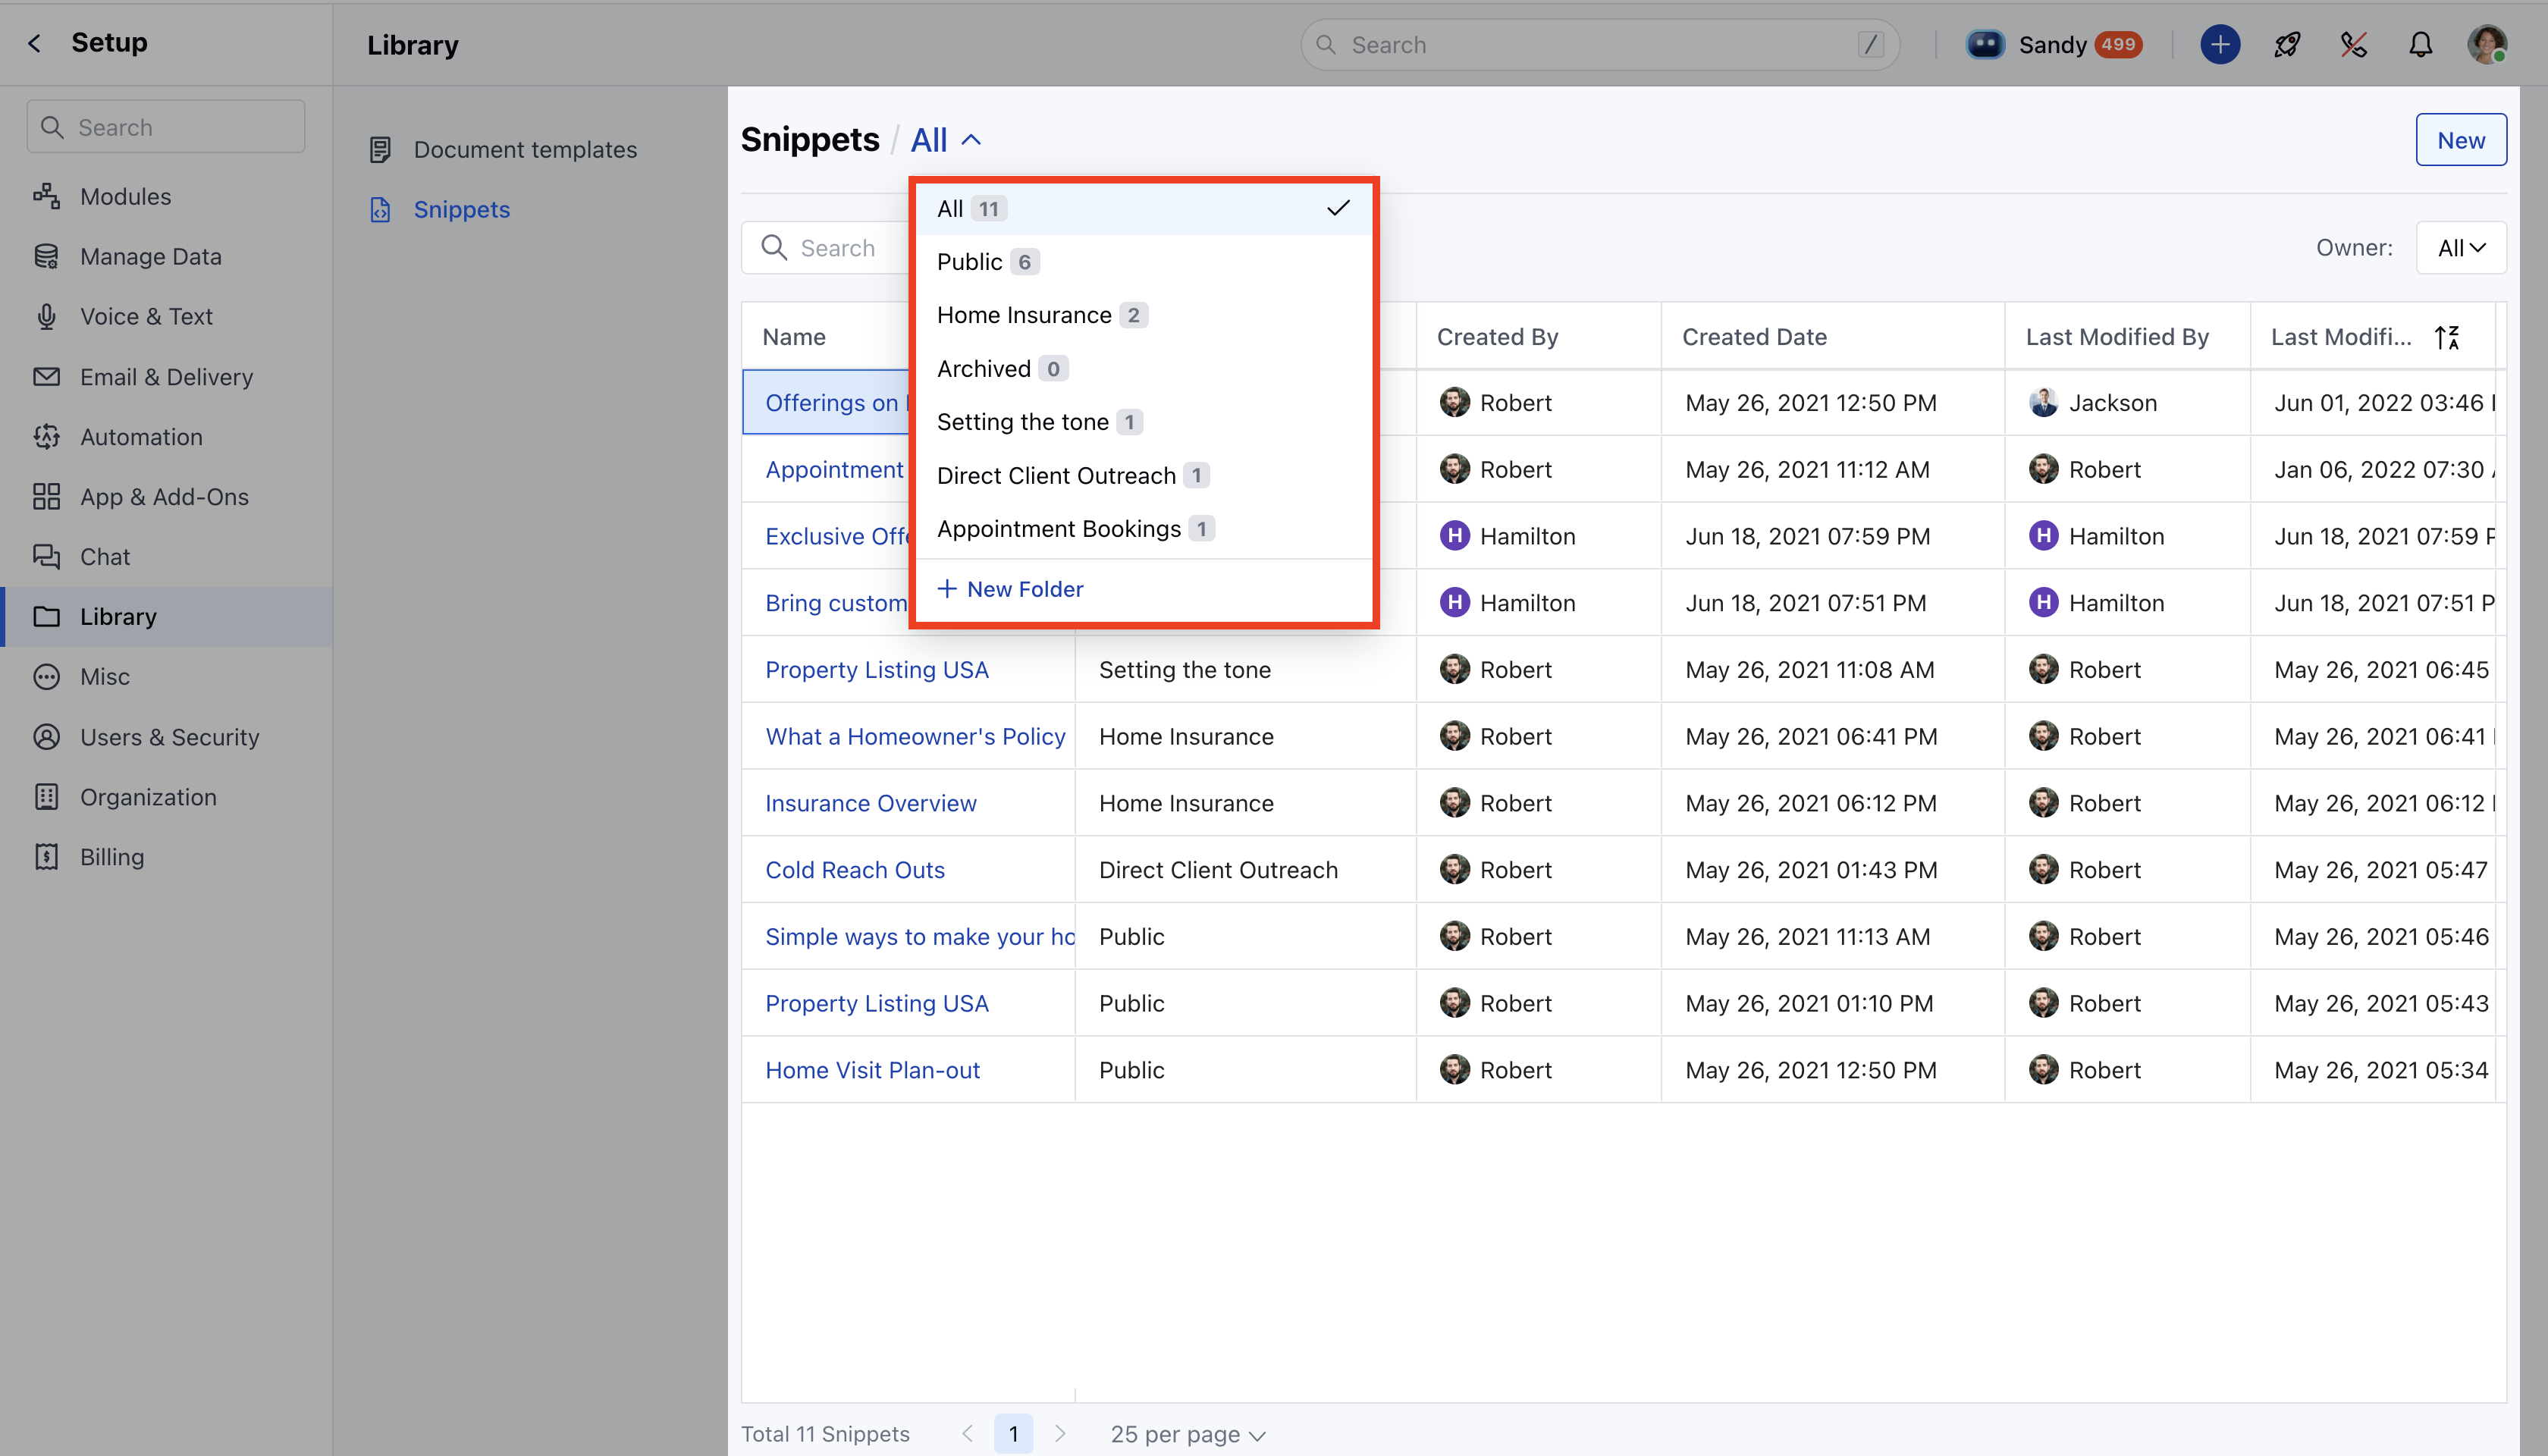 Setup
Library
Search
/
Sandy 499
Search
Modules
Manage Data
Voice & Text
Email & Delivery
Automation
App & Add-Ons
Chat
Library
Misc
Users & Security
Organization
Billing
Document templates
Snippets
Snippets / All
New
Search
Owner: All
All 11
Public 6
Home Insurance 2
Archived 0
Setting the tone 1
Direct Client Outreach 1
Appointment Bookings 1
+ New Folder
Name Created By Created Date Last Modified By Last Modifi...
Offerings on Robert May 26, 2021 12:50 PM Jackson Jun 01, 2022 03:46
Appointment Robert May 26, 2021 11:12 AM Robert Jan 06, 2022 07:30
Exclusive Hamilton Jun 18, 2021 07:59 PM Hamilton Jun 18, 2021 07:59 P
Bring custom Hamilton Jun 18, 2021 07:51 PM Hamilton Jun 18, 2021 07:51 P
Property Listing USA Setting the tone Robert May 26, 2021 11:08 AM Robert May 26, 2021 06:45
What a Homeowner's Policy Home Insurance Robert May 26, 2021 06:41 PM Robert May 26, 2021 06:41
Insurance Overview Home Insurance Robert May 26, 2021 06:12 PM Robert May 26, 2021 06:12
Cold Reach Outs Direct Client Outreach Robert May 26, 2021 01:43 PM Robert May 26, 2021 05:47
Simple ways to make your ho Public Robert May 26, 2021 11:13 AM Robert May 26, 2021 05:46
Property Listing USA Public Robert May 26, 2021 01:10 PM Robert May 26, 2021 05:43
Home Visit Plan-out Public Robert May 26, 2021 12:50 PM Robert May 26, 2021 05:34
Total 11 Snippets 1 25 per page